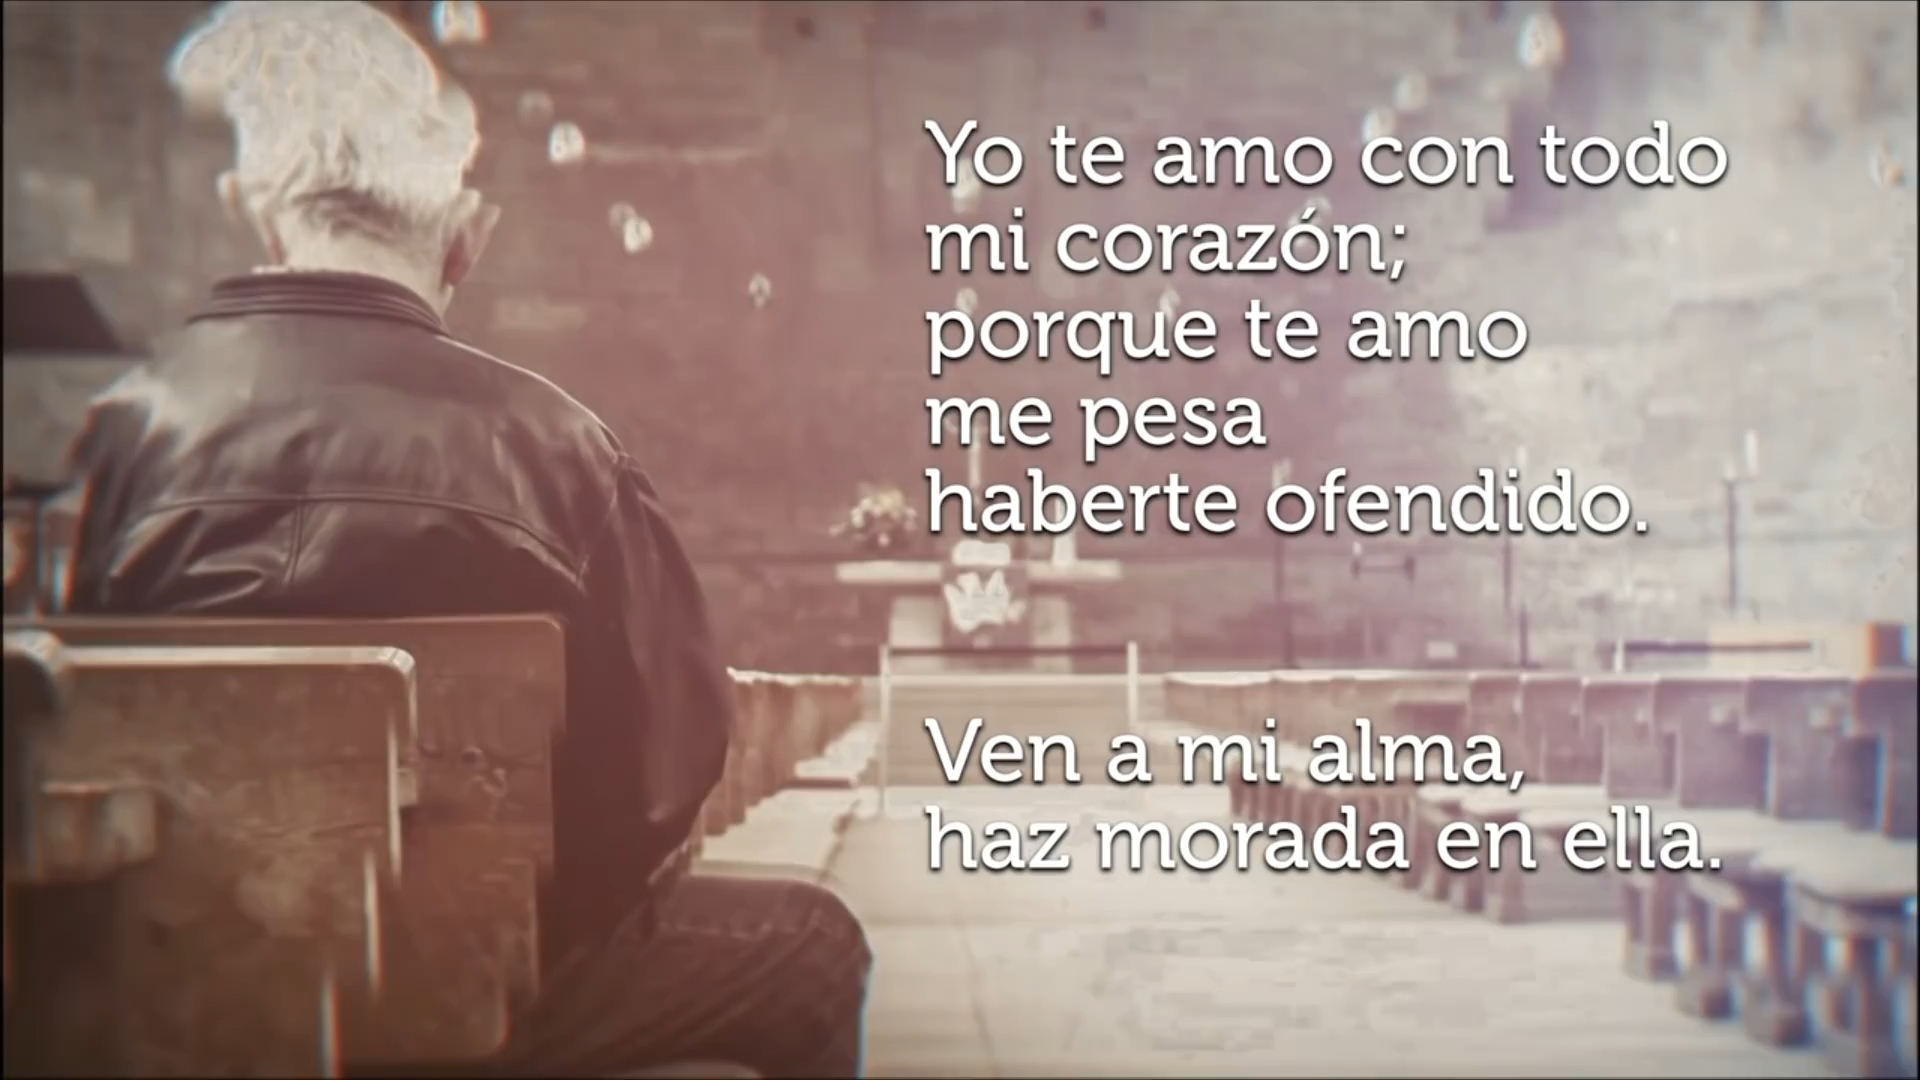 Yo te amo con todo
mi corazón;
porque te amo
me pesa
haberte ofendido.
Ven a mi alma,
haz morada en ella.